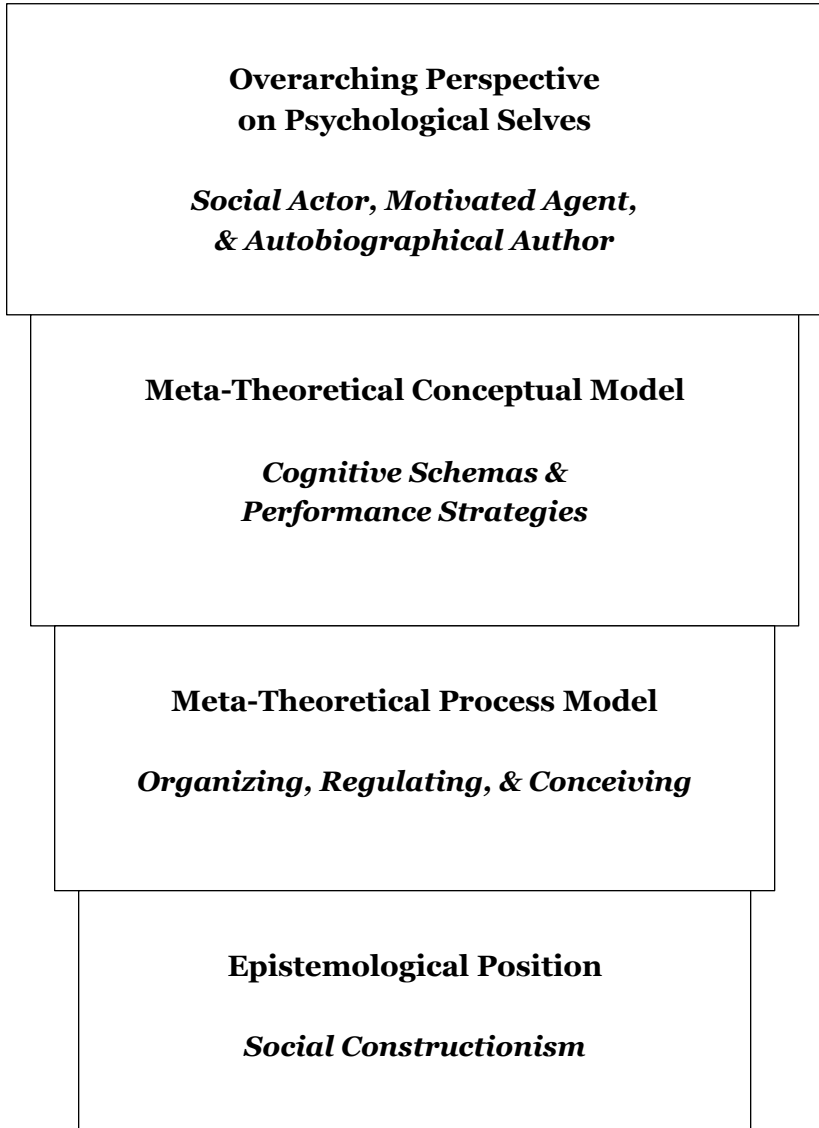 Overarching Perspective
on Psychological Selves
Social Actor, Motivated Agent,
& Autobiographical Author
Meta-Theoretical Conceptual Model
Cognitive Schemas &
Performance Strategies
Meta-Theoretical Process Model
Organizing, Regulating, & Conceiving
Epistemological Position
Social Constructionism